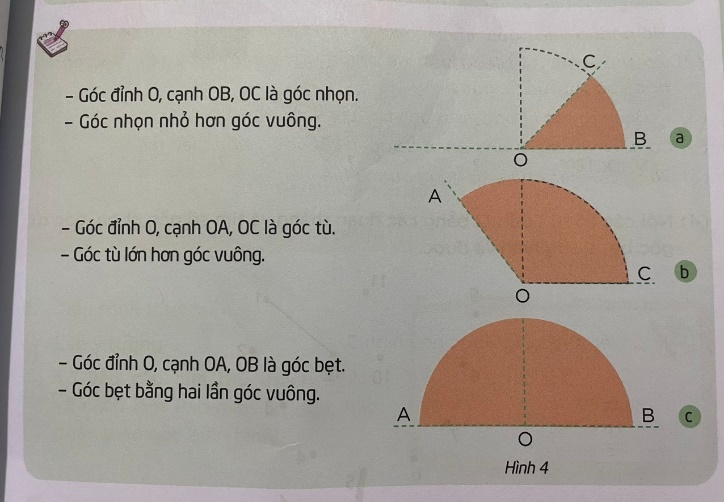 - Góc đỉnh O, cạnh OB, OC là góc nhọn.
- Góc nhọn nhỏ hơn góc vuông.
C
B
O
a
- Góc đỉnh O, cạnh OA, OC là góc tù.
- Góc tù lớn hơn góc vuông.
A
C
O
b
- Góc đỉnh O, cạnh OA, OB là góc bẹt.
- Góc bẹt bằng hai lần góc vuông.
A
B
O
c
Hình 4